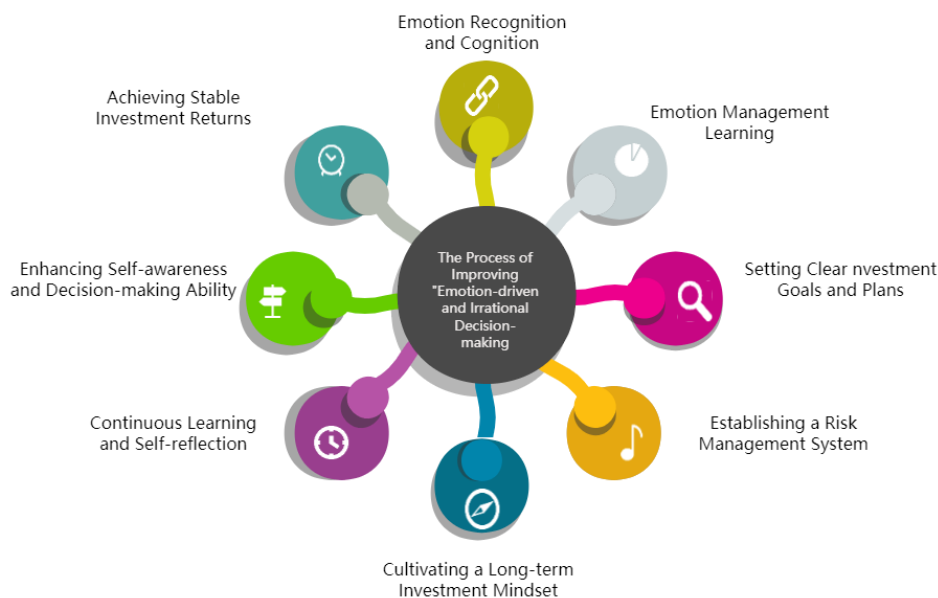 Emotion Recognition
and Cognition
Emotion Management
Learning
Setting Clear nvestment
Goals and Plans
Establishing a Risk
Management System
Cultivating a Long-term
Investment Mindset
Continuous Learning
and Self-reflection
Enhancing Self-awareness
and Decision-making Ability
Achieving Stable
Investment Returns
The Process of
Improving
"Emotion-driven
and Irrational
Decision-
making